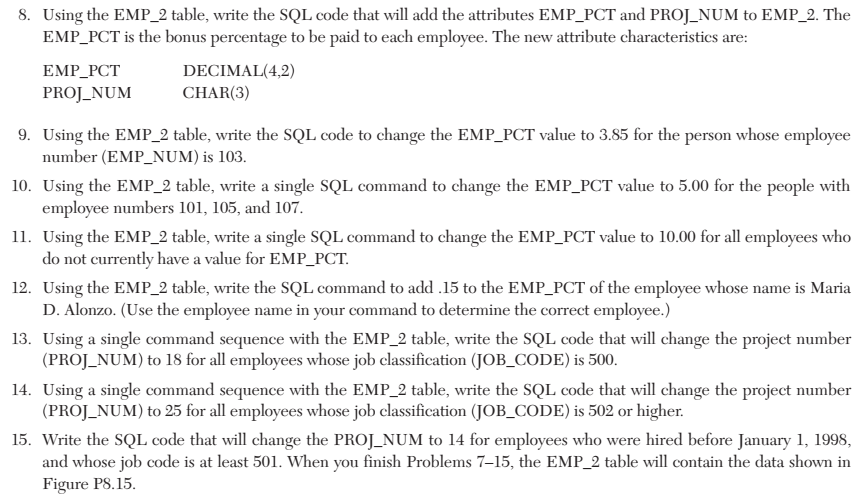 8. Using the EMP_2 table, write the SQL code that will add the attributes EMP_PCT and PROJ_NUM to EMP_2. The
EMP_PCT is the bonus percentage to be paid to each employee. The new attribute characteristics are:
EMP_PCT DECIMAL(4,2)
PROJ_NUM CHAR(3)
9. Using the EMP_2 table, write the SQL code to change the EMP_PCT value to 3.85 for the person whose employee
number (EMP_NUM) is 103.
10. Using the EMP_2 table, write a single SQL command to change the EMP_PCT value to 5.00 for the people with
employee numbers 101, 105, and 107.
11. Using the EMP_2 table, write a single SQL command to change the EMP_PCT value to 10.00 for all employees who
do not currently have a value for EMP_PCT.
12. Using the EMP_2 table, write the SQL command to add .15 to the EMP_PCT of the employee whose name is Maria
D. Alonzo. (Use the employee name in your command to determine the correct employee.)
13. Using a single command sequence with the EMP_2 table, write the SQL code that will change the project number
(PROJ_NUM) to 18 for all employees whose job classification (JOB_CODE) is 500.
14. Using a single command sequence with the EMP_2 table, write the SQL code that will change the project number
(PROJ_NUM) to 25 for all employees whose job classification (JOB_CODE) is 502 or higher.
15. Write the SQL code that will change the PROJ_NUM to 14 for employees who were hired before January 1, 1998,
and whose job code is at least 501. When you finish Problems 7–15, the EMP_2 table will contain the data shown in
Figure P8.15.